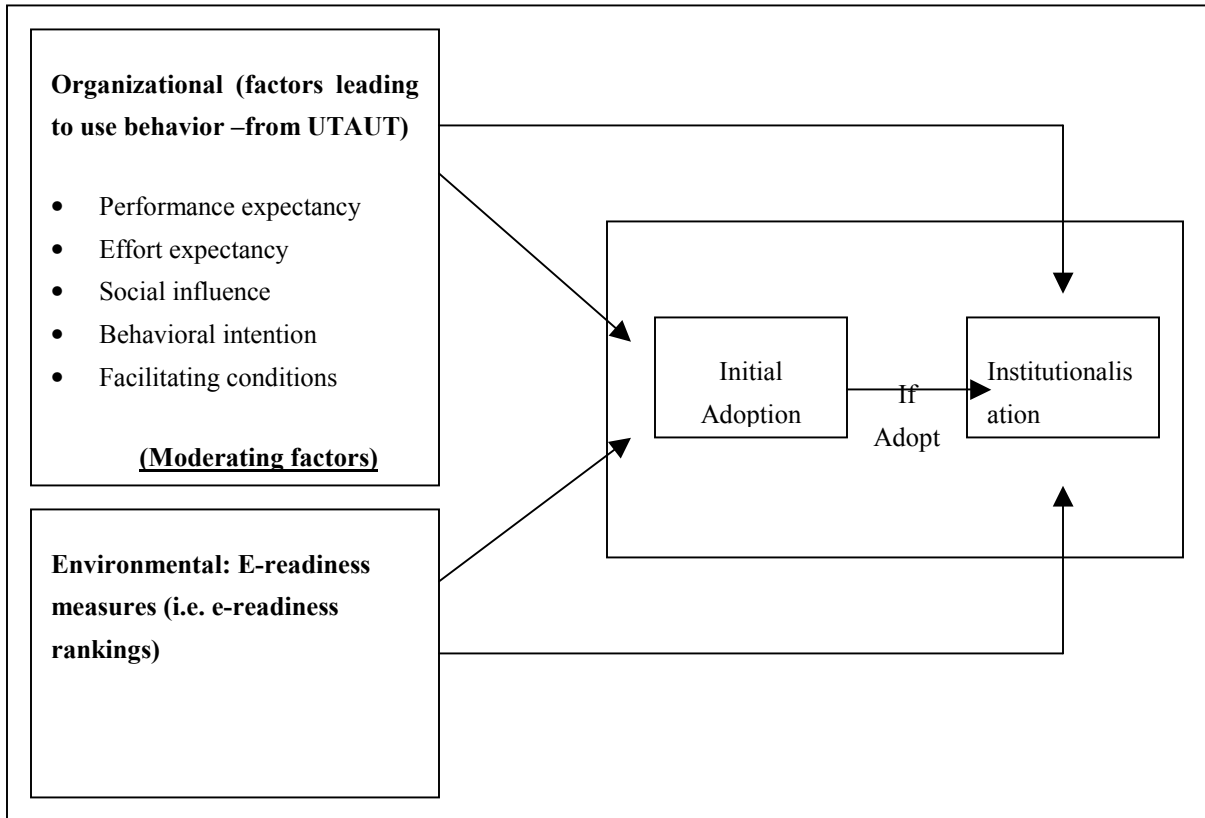 Organizational (factors leading
to use behavior –from UTAUT)
• Performance expectancy
• Effort expectancy
• Social influence
• Behavioral intention
• Facilitating conditions
(Moderating factors)
Environmental: E-readiness
measures (i.e. e-readiness
rankings)
Initial
Adoption
If
Adopt
Institutionalis
ation